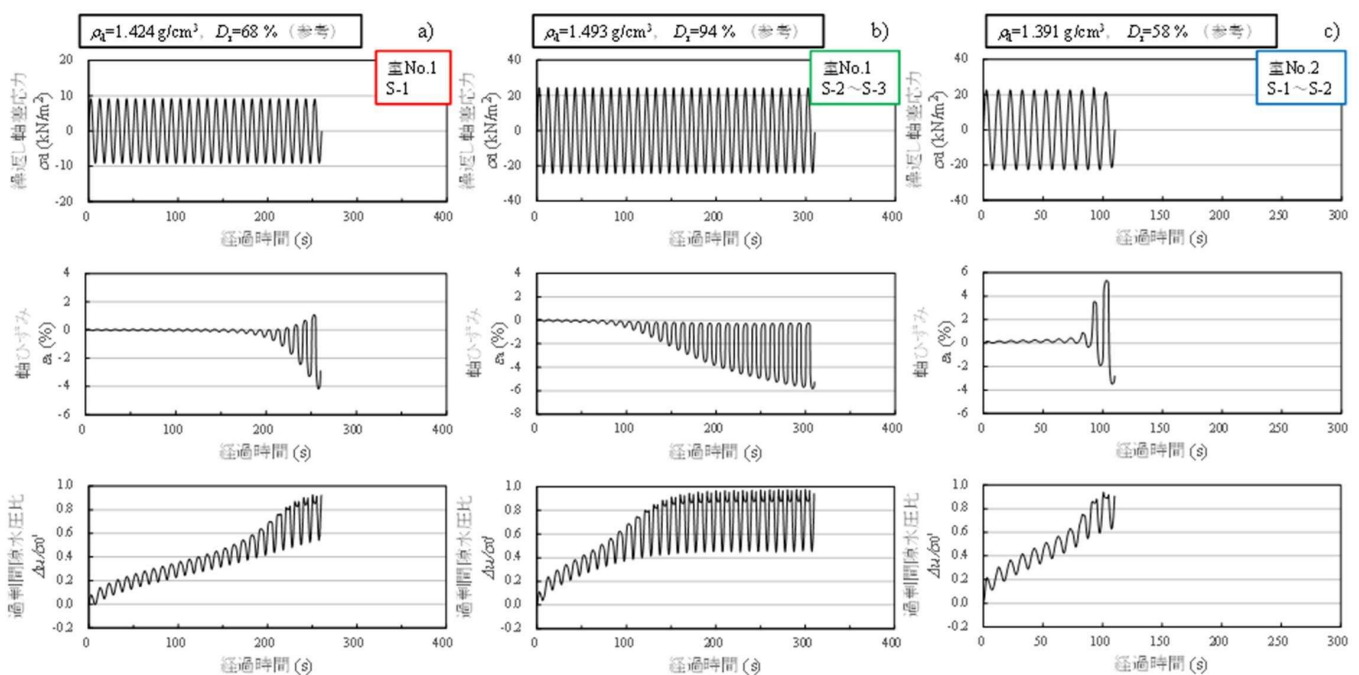 ρd=1.424 g/cm³, Dr=68 % (参考)
a)
室No.1
S-1
繰返し軸差応力
σd (kN/m²)
20
10
0
-10
-20
0 100 200 300 400
経過時間 (s)
軸ひずみ
εa (%)
4
2
0
-2
-4
-6
0 100 200 300 400
経過時間 (s)
過剰間隙水圧比
Δu/σ0'
1.0
0.8
0.6
0.4
0.2
0.0
-0.2
0 100 200 300 400
経過時間 (s)
ρd=1.493 g/cm³, Dr=94 % (参考)
b)
室No.1
S-2～S-3
繰返し軸差応力
σd (kN/m²)
40
20
0
-20
-40
0 100 200 300 400
経過時間 (s)
軸ひずみ
εa (%)
4
2
0
-2
-4
-6
-8
0 100 200 300 400
経過時間 (s)
過剰間隙水圧比
Δu/σ0'
1.0
0.8
0.6
0.4
0.2
0.0
-0.2
0 100 200 300 400
経過時間 (s)
ρd=1.391 g/cm³, Dr=58 % (参考)
c)
室No.2
S-1～S-2
繰返し軸差応力
σd (kN/m²)
40
20
0
-20
-40
0 50 100 150 200 250 300
経過時間 (s)
軸ひずみ
εa (%)
6
4
2
0
-2
-4
-6
0 50 100 150 200 250 300
経過時間 (s)
過剰間隙水圧比
Δu/σ0'
1.0
0.8
0.6
0.4
0.2
0.0
-0.2
0 50 100 150 200 250 300
経過時間 (s)